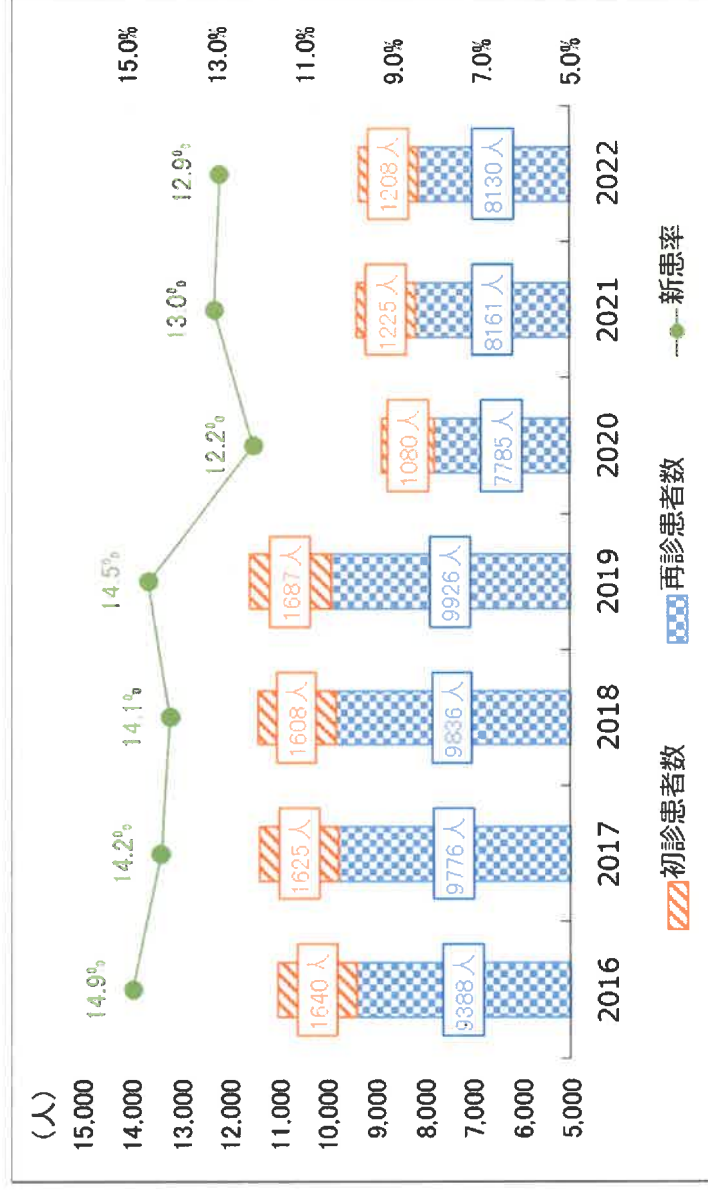 (人)
15,000
14,000
13,000
12,000
11,000
10,000
9,000
8,000
7,000
6,000
5,000
14.9%
14.2%
14.1%
14.5%
12.2%
13.0%
12.9%
1640人
1625人
1608人
1687人
1080人
1225人
1208人
9388人
9776人
9836人
9926人
7785人
8161人
8130人
15.0%
13.0%
11.0%
9.0%
7.0%
5.0%
2016 2017 2018 2019 2020 2021 2022
初診患者数 再診患者数 新患率